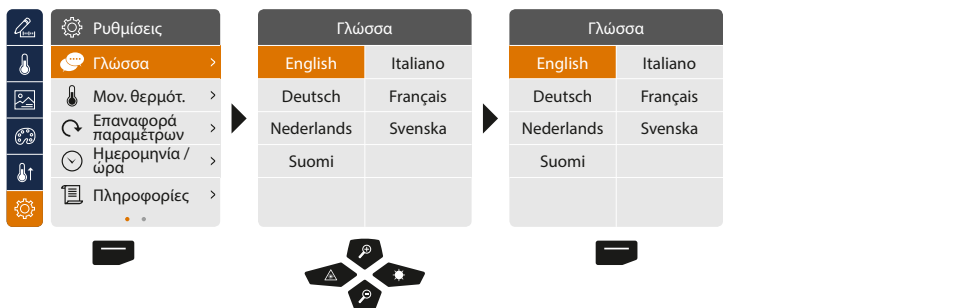 Ρυθμίσεις
Γλώσσα
Μον. θερμότ.
Επαναφορά
παραμέτρων
Ημερομηνία /
ώρα
Πληροφορίες
Γλώσσα
English Italiano
Deutsch Français
Nederlands Svenska
Suomi
Γλώσσα
English Italiano
Deutsch Français
Nederlands Svenska
Suomi